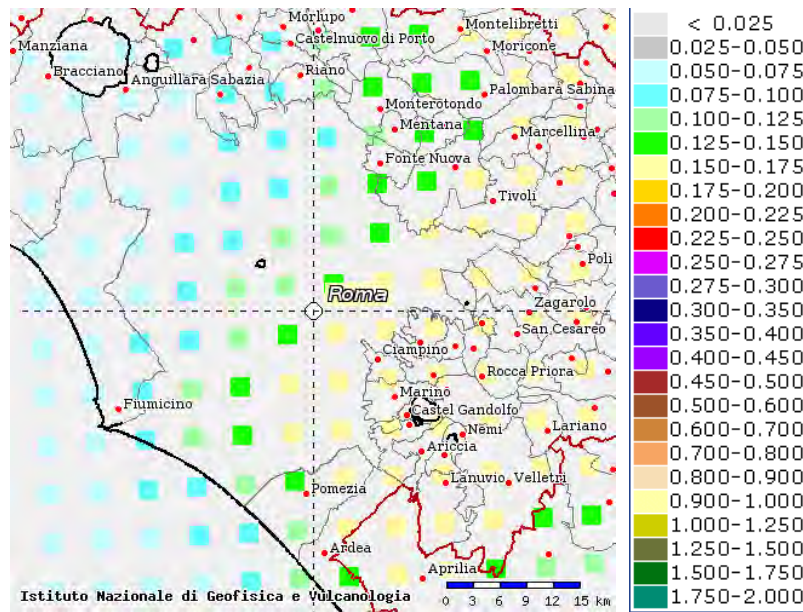 Morlupo
Montelibretti
Manziana
Castelnuovo di Porto
Moricone
Bracciano
Anguillara Sabazia
Riano
Palombara Sabina
Monterotondo
Mentana
Marcellina
Fonte Nuova
Tivoli
Poli
Roma
Zagarolo
San Cesareo
Ciampino
Rocca Priora
Marino
Fiumicino
Castel Gandolfo
Nemi
Lariano
Ariccia
Lanuvio
Velletri
Pomezia
Ardea
Aprilia
Istituto Nazionale di Geofisica e Vulcanologia
0 3 6 9 12 15 km
< 0.025
0.025-0.050
0.050-0.075
0.075-0.100
0.100-0.125
0.125-0.150
0.150-0.175
0.175-0.200
0.200-0.225
0.225-0.250
0.250-0.275
0.275-0.300
0.300-0.350
0.350-0.400
0.400-0.450
0.450-0.500
0.500-0.600
0.600-0.700
0.700-0.800
0.800-0.900
0.900-1.000
1.000-1.250
1.250-1.500
1.500-1.750
1.750-2.000